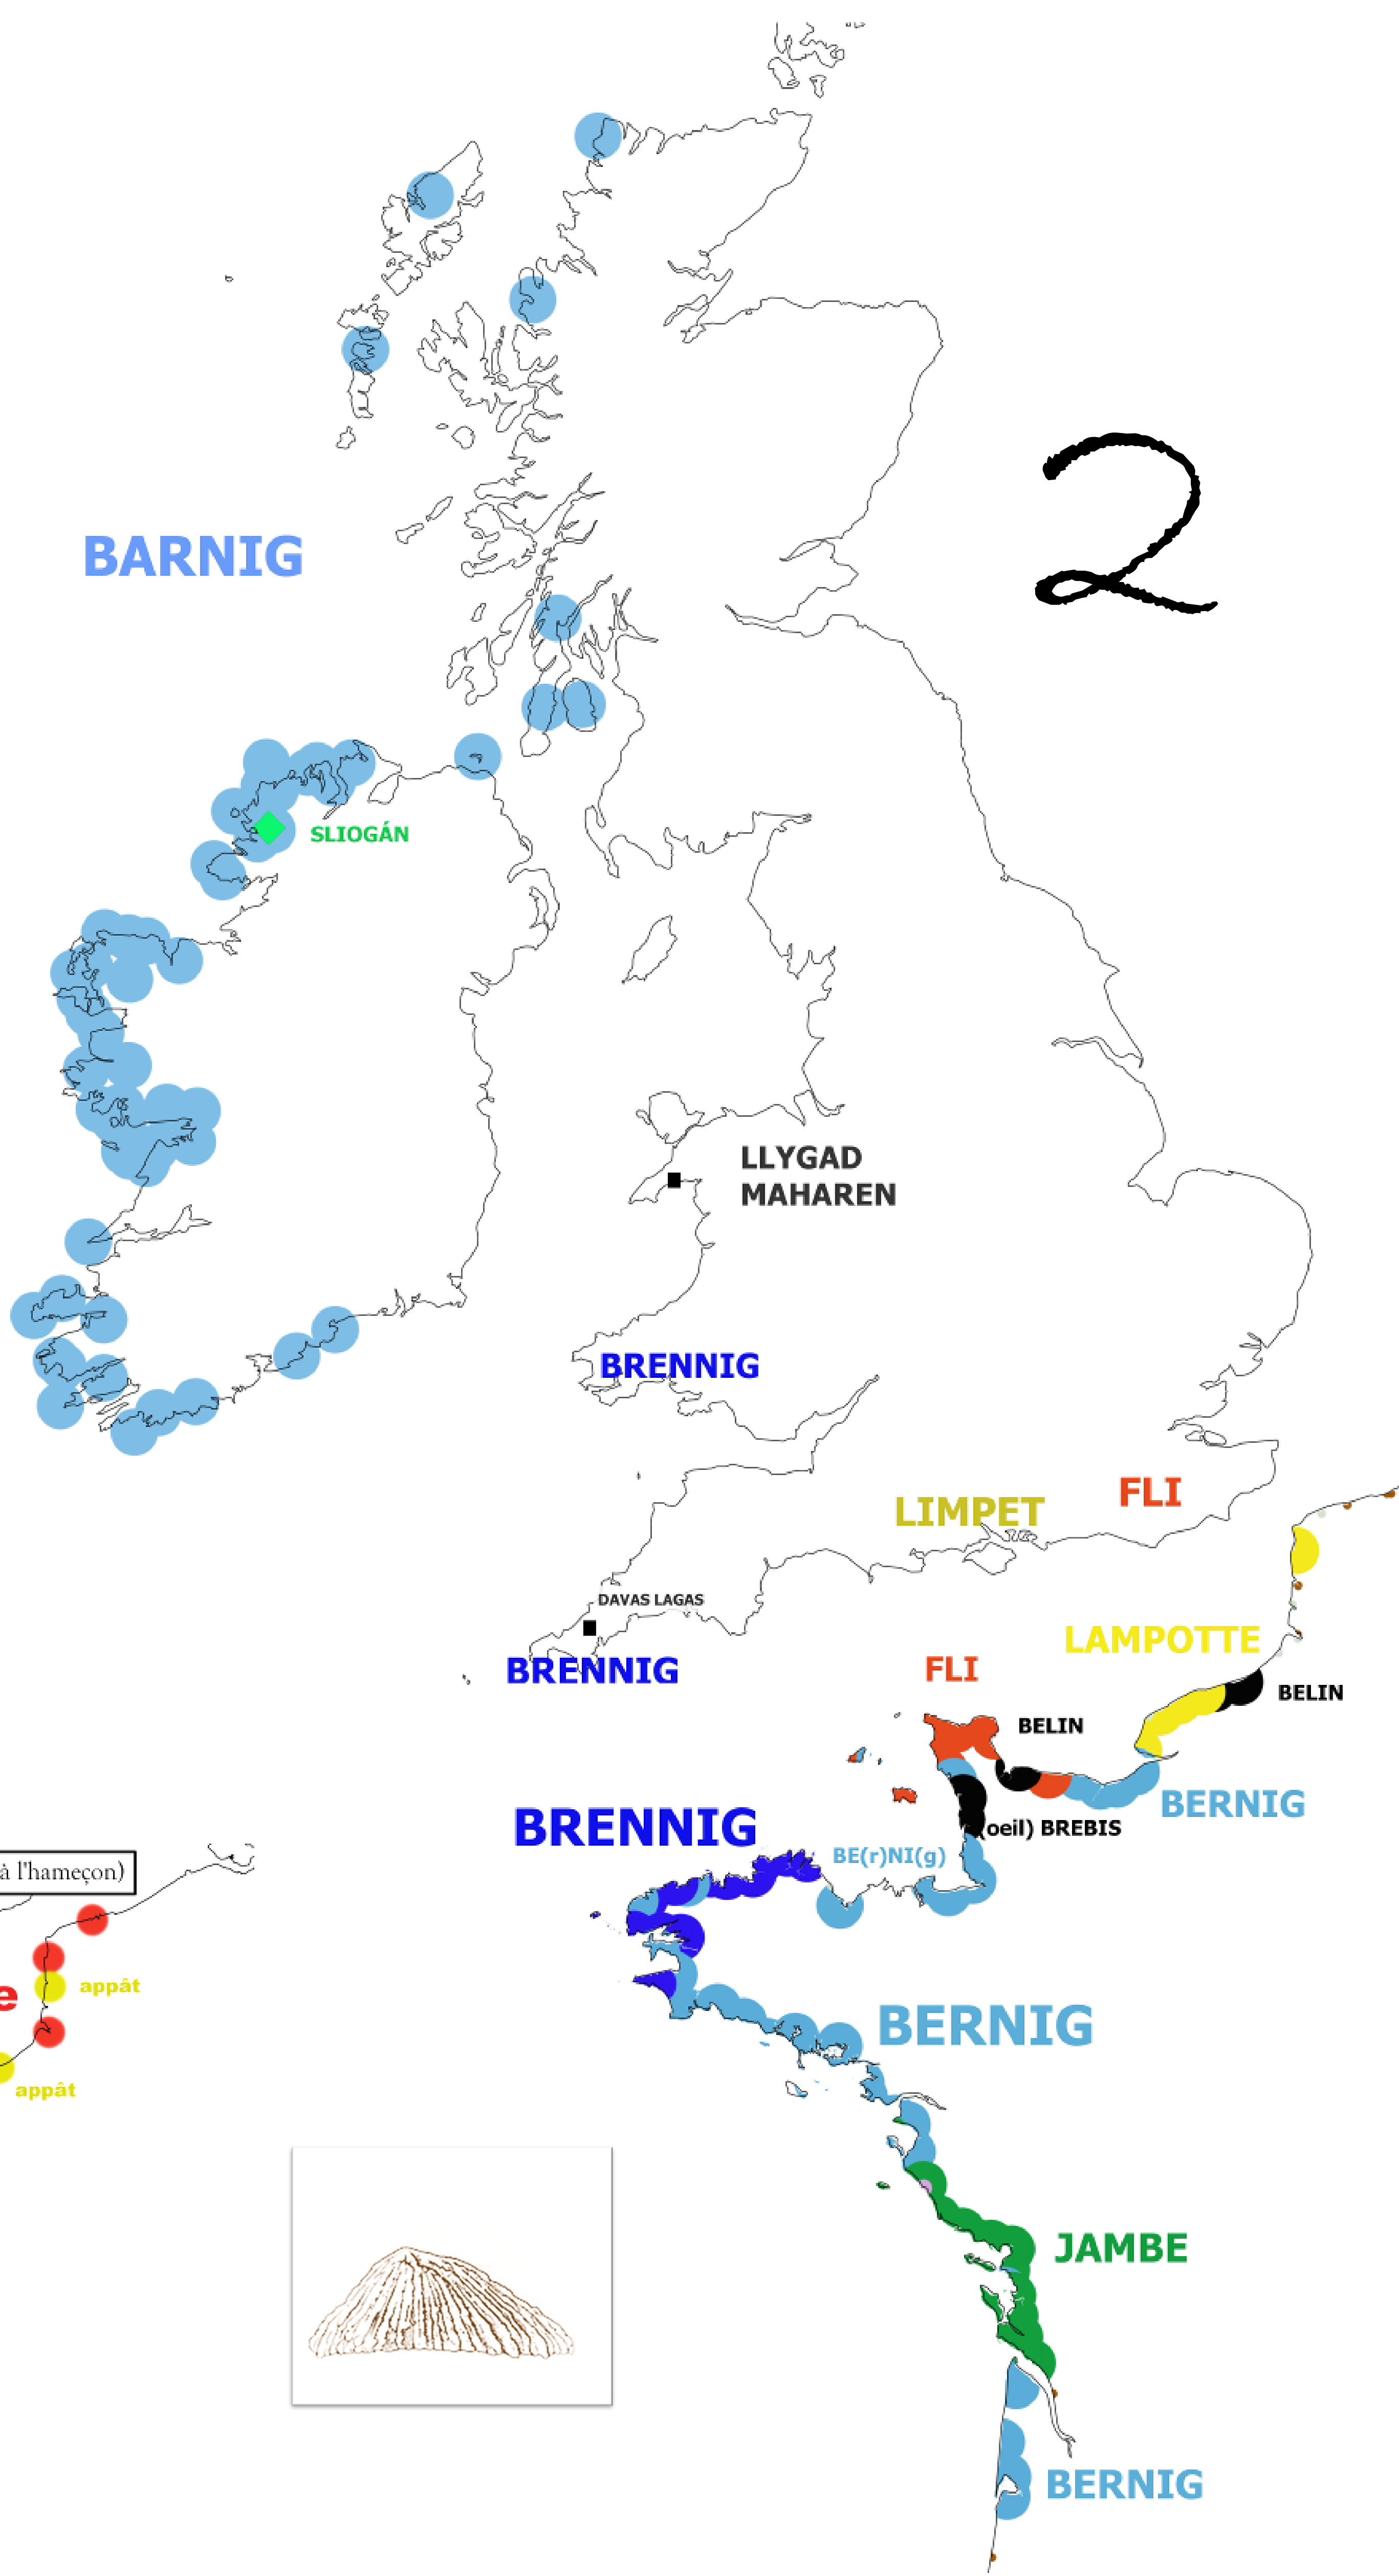 2
BARNIG
SLIOGÁN
LLYGAD
MAHAREN
BRENNIG
FLI
LIMPET
DAVAS LAGAS
LAMPOTTE
FLI
BRENNIG
BELIN
BELIN
BERNIG
BRENNIG
(oeil) BREBIS
BE(r)NI(g)
à l'hameçon)
appât
e
BERNIG
appât
JAMBE
BERNIG